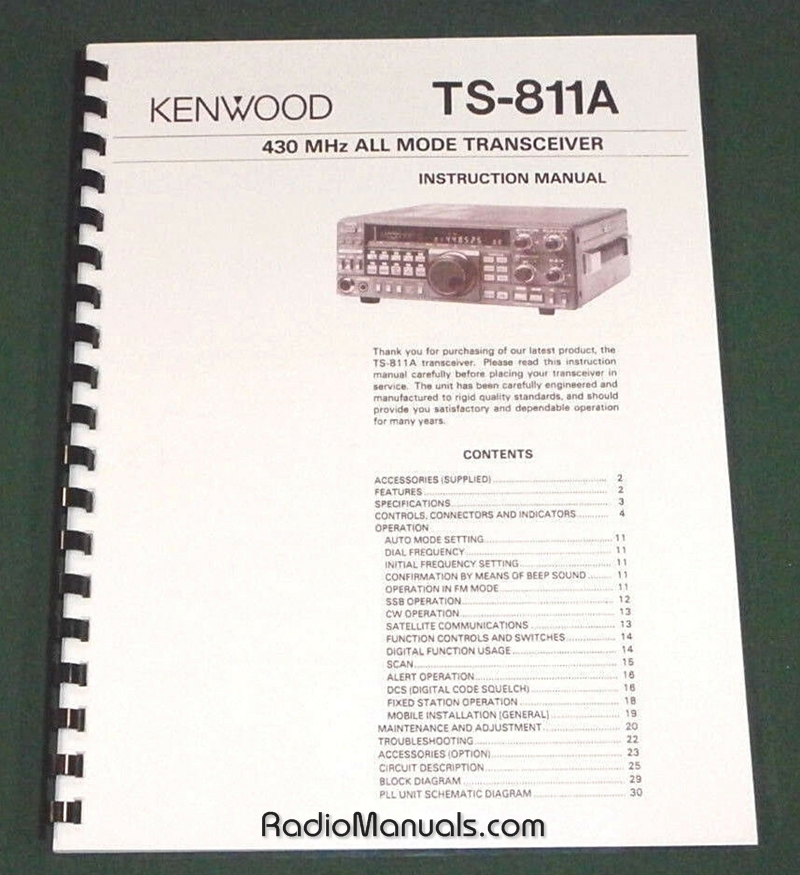 KENWOOD TS-811A
430 MHz ALL MODE TRANSCEIVER
INSTRUCTION MANUAL
Thank you for purchasing of our latest product, the
TS-811A transceiver. Please read this instruction
manual carefully before placing your transceiver in
service. The unit has been carefully engineered and
manufactured to rigid quality standards, and should
provide you satisfactory and dependable operation
for many years.
CONTENTS
ACCESSORIES (SUPPLIED) 2
FEATURES 2
SPECIFICATIONS 3
CONTROLS, CONNECTORS AND INDICATORS 4
OPERATION
AUTO MODE SETTING 11
DIAL FREQUENCY 11
INITIAL FREQUENCY SETTING 11
CONFIRMATION BY MEANS OF BEEP SOUND 11
OPERATION IN FM MODE 11
SSB OPERATION 12
CW OPERATION 13
SATELLITE COMMUNICATIONS 13
FUNCTION CONTROLS AND SWITCHES 14
DIGITAL FUNCTION USAGE 14
SCAN 15
ALERT OPERATION 16
DCS (DIGITAL CODE SQUELCH) 16
FIXED STATION OPERATION 18
MOBILE INSTALLATION (GENERAL) 19
MAINTENANCE AND ADJUSTMENT 20
TROUBLESHOOTING 22
ACCESSORIES (OPTION) 23
CIRCUIT DESCRIPTION 25
BLOCK DIAGRAM 29
PLL UNIT SCHEMATIC DIAGRAM 30
RadioManuals.com